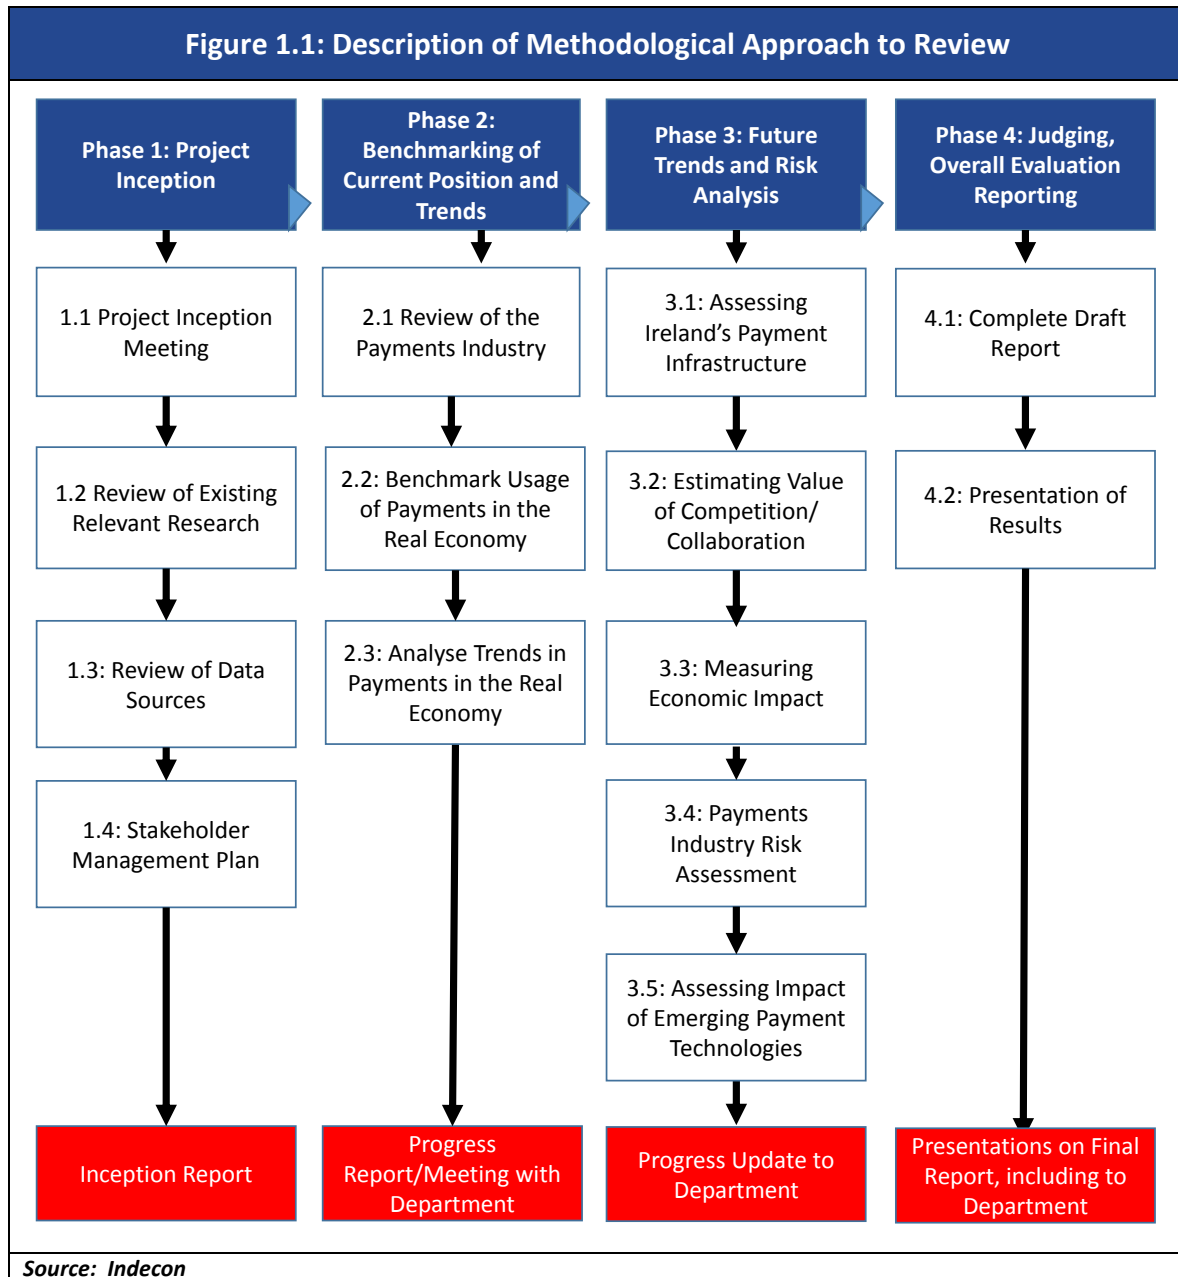 Figure 1.1: Description of Methodological Approach to Review
Phase 1: Project
Inception
1.1 Project Inception
Meeting
1.2 Review of Existing
Relevant Research
1.3: Review of Data
Sources
1.4: Stakeholder
Management Plan
Inception Report
Phase 2:
Benchmarking of
Current Position and
Trends
2.1 Review of the
Payments Industry
2.2: Benchmark Usage
of Payments in the
Real Economy
2.3: Analyse Trends in
Payments in the Real
Economy
Progress
Report/Meeting with
Department
Phase 3: Future
Trends and Risk
Analysis
3.1: Assessing
Ireland’s Payment
Infrastructure
3.2: Estimating Value
of Competition/
Collaboration
3.3: Measuring
Economic Impact
3.4: Payments
Industry Risk
Assessment
3.5: Assessing Impact
of Emerging Payment
Technologies
Progress Update to
Department
Phase 4: Judging,
Overall Evaluation
Reporting
4.1: Complete Draft
Report
4.2: Presentation of
Results
Presentations on Final
Report, including to
Department
Source: Indecon